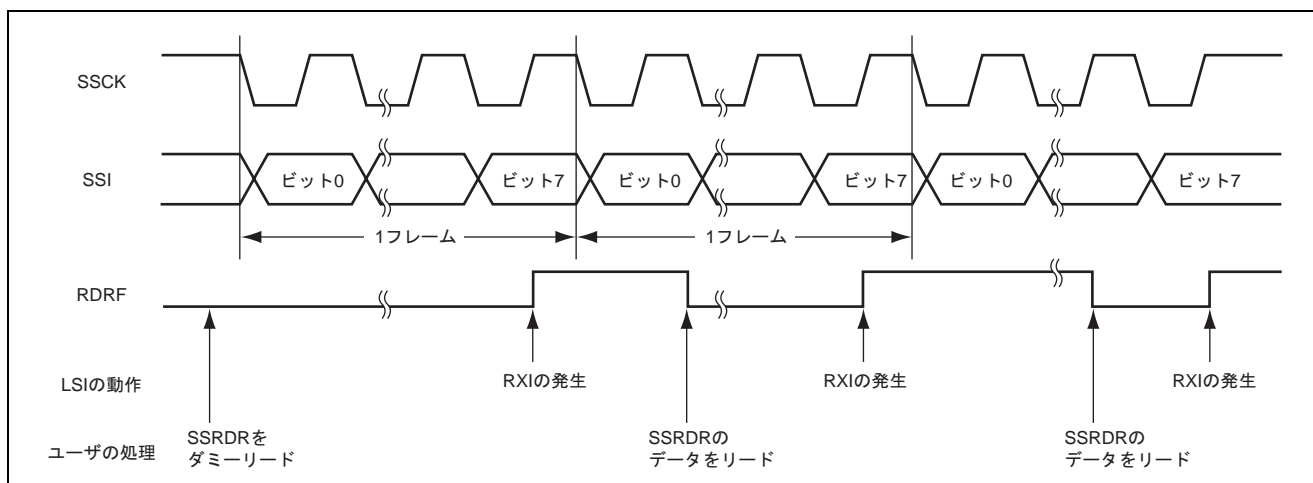 SSCK
SSI
ビット0
ビット7
ビット0
ビット7
ビット0
ビット7
1フレーム
1フレーム
RDRF
LSIの動作
RXIの発生
RXIの発生
RXIの発生
ユーザの処理
SSRDRを
ダミーリード
SSRDRの
データをリード
SSRDRの
データをリード